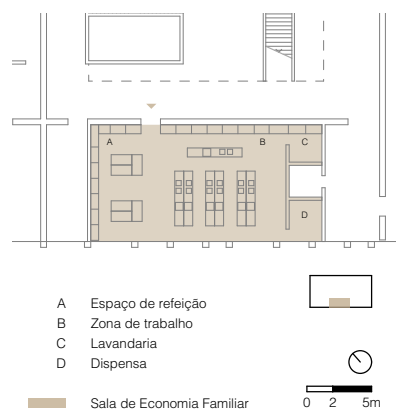 A
B
C
D
A Espaço de refeição
B Zona de trabalho
C Lavandaria
D Dispensa
Sala de Economia Familiar
0 2 5m